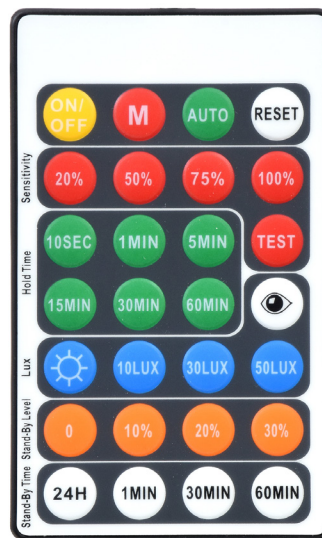 ON/
OFF
M
AUTO
RESET
Sensitivity
20%
50%
75%
100%
Hold Time
10SEC
1MIN
5MIN
TEST
15MIN
30MIN
60MIN
Lux
10LUX
30LUX
50LUX
Stand-By Level
0
10%
20%
30%
Stand-By Time
24H
1MIN
30MIN
60MIN